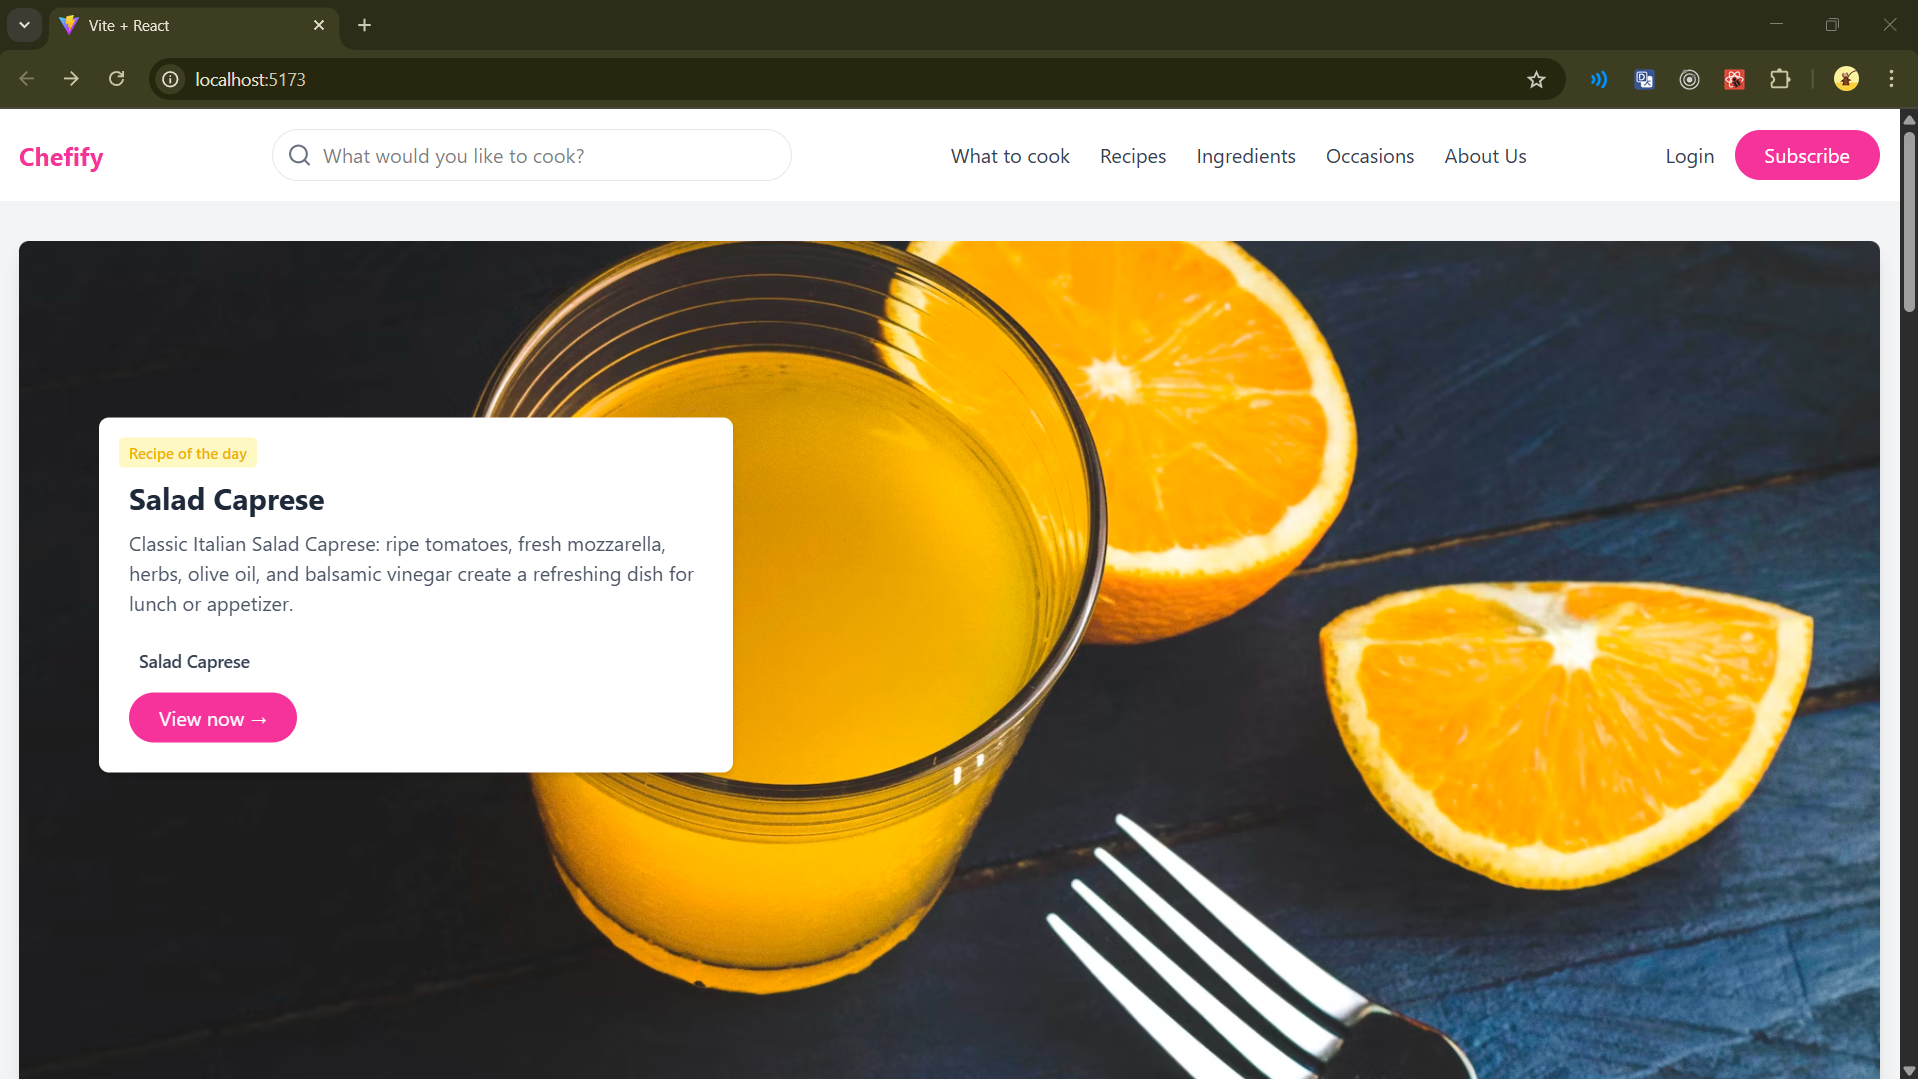 Vite + React
localhost:5173
Chefify
What would you like to cook?
What to cook
Recipes
Ingredients
Occasions
About Us
Login
Subscribe
Recipe of the day
Salad Caprese
Classic Italian Salad Caprese: ripe tomatoes, fresh mozzarella,
herbs, olive oil, and balsamic vinegar create a refreshing dish for
lunch or appetizer.
Salad Caprese
View now →